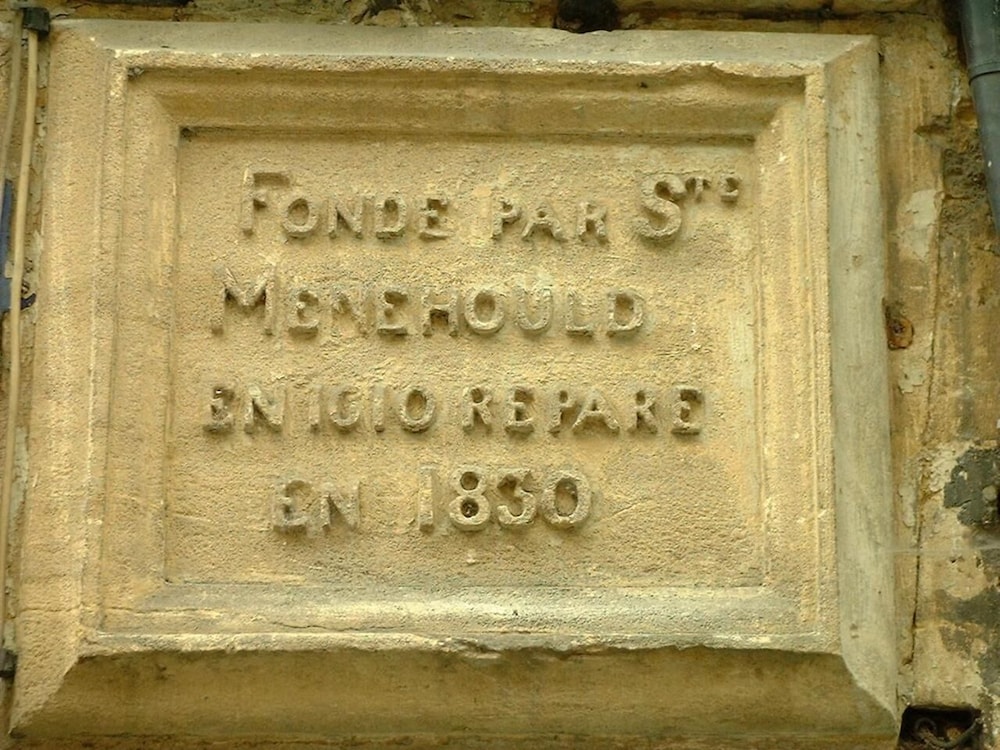 FONDE PAR STE
MENEHOULD
EN 1610 REPARE
EN 1830